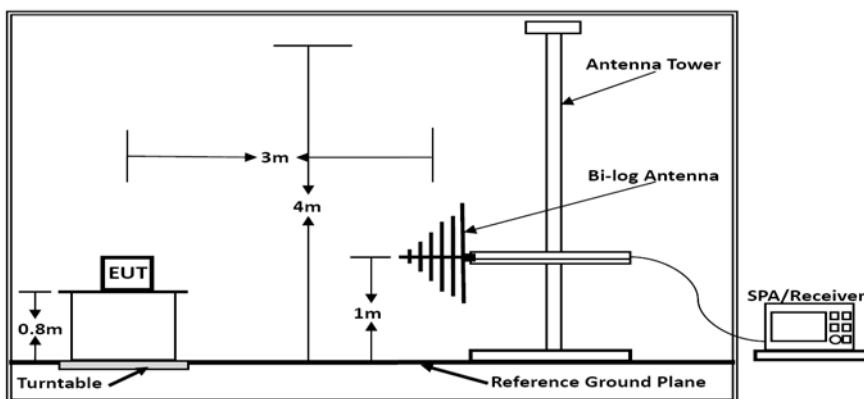 Antenna Tower
3m
Bi-log Antenna
4m
EUT
SPA/Receiver
0.8m
1m
Turntable
Reference Ground Plane